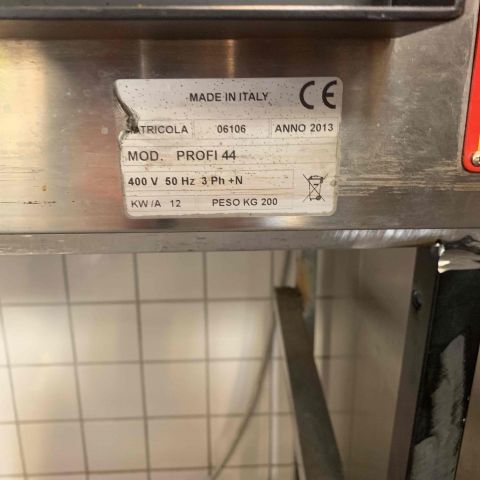 MADE IN ITALY CE
MATRICOLA 06106 ANNO 2013
MOD. PROFI 44
400 V 50 Hz 3 Ph +N
KW/A 12 PESO KG 200